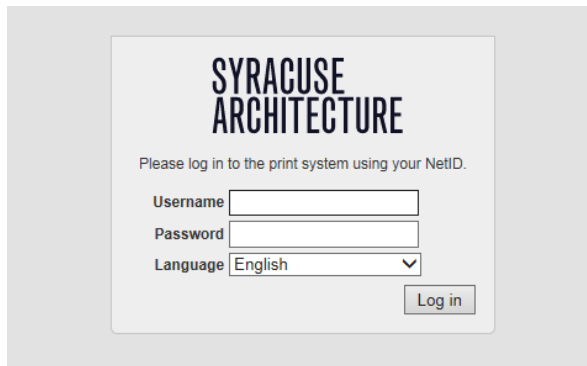 SYRACUSE
ARCHITECTURE
Please log in to the print system using your NetID.
Username
Password
Language English
Log in